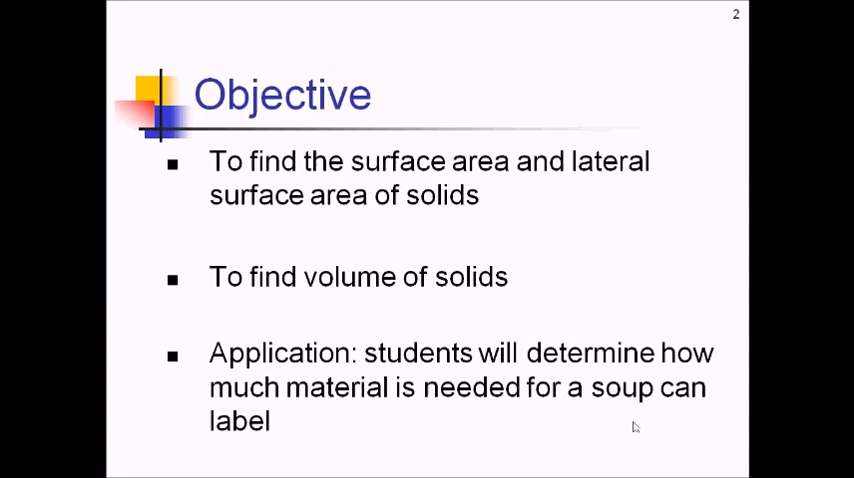 2
Objective
To find the surface area and lateral
surface area of solids
To find volume of solids
Application: students will determine how
much material is needed for a soup can
label